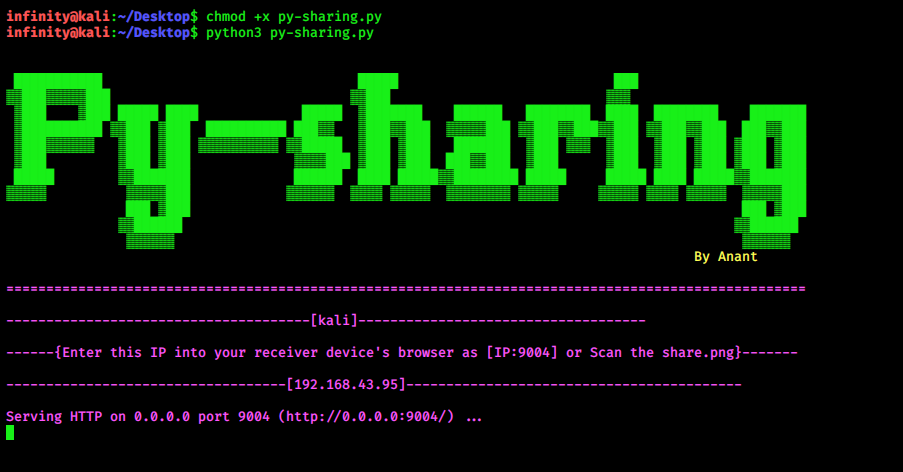 infinity@kali:~/Desktop$ chmod +x py-sharing.py
infinity@kali:~/Desktop$ python3 py-sharing.py
Py-sharing
By Anant
====================================================================================================
--------------------------------------[kali]------------------------------------
------{Enter this IP into your receiver device's browser as [IP:9004] or Scan the share.png}-------
-----------------------------------[192.168.43.95]------------------------------------------
Serving HTTP on 0.0.0.0 port 9004 (http://0.0.0.0:9004/) ...